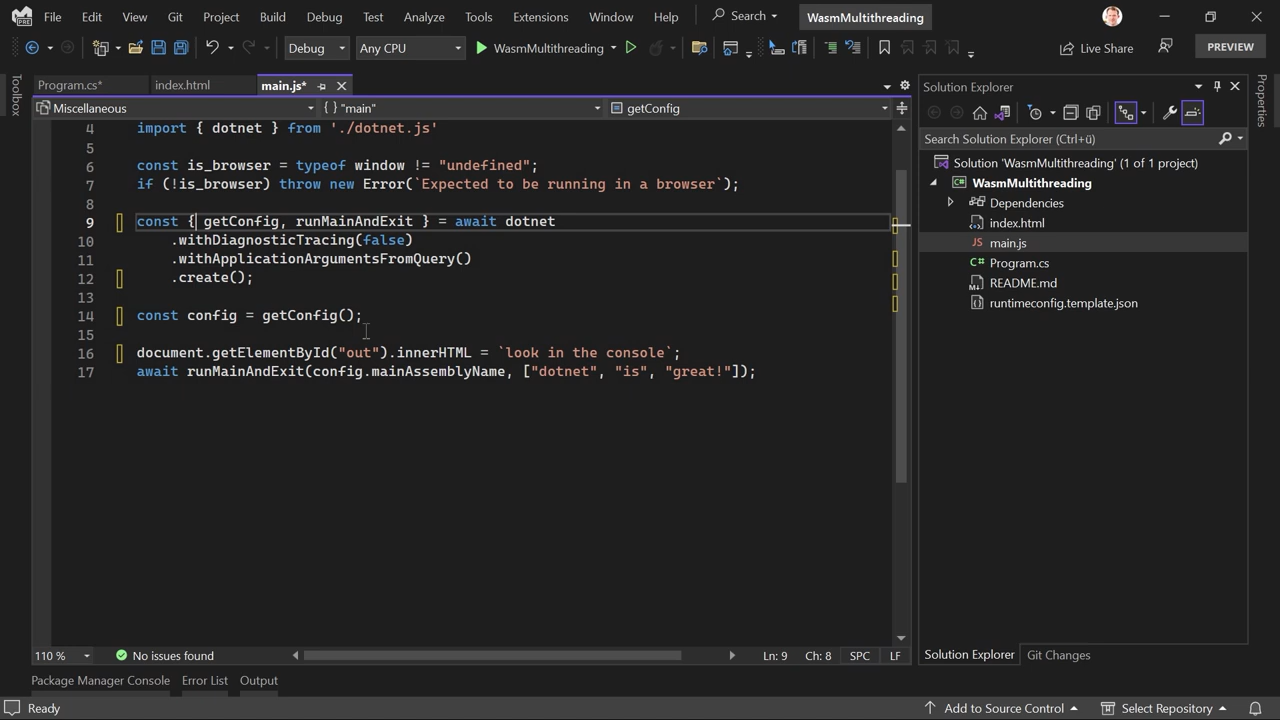 File Edit View Git Project Build Debug Test Analyze Tools Extensions Window Help Search WasmMultithreading
PRE
Debug Any CPU WasmMultithreading Live Share PREVIEW
Toolbox
Program.cs* index.html main.js*
Miscellaneous {} "main" getConfig
4 import { dotnet } from './dotnet.js'
5
6 const is_browser = typeof window != "undefined";
7 if (!is_browser) throw new Error(`Expected to be running in a browser`);
8
9 const { getConfig, runMainAndExit } = await dotnet
10 .withDiagnosticTracing(false)
11 .withApplicationArgumentsFromQuery()
12 .create();
13
14 const config = getConfig();
15
16 document.getElementById("out").innerHTML = `look in the console`;
17 await runMainAndExit(config.mainAssemblyName, ["dotnet", "is", "great!"]);
110 % No issues found Ln: 9 Ch: 8 SPC LF
Package Manager Console Error List Output
Solution Explorer
Search Solution Explorer (Ctrl+ü)
Solution 'WasmMultithreading' (1 of 1 project)
C# WasmMultithreading
Dependencies
index.html
main.js
C# Program.cs
README.md
runtimeconfig.template.json
Solution Explorer Git Changes
Properties
Ready Add to Source Control Select Repository